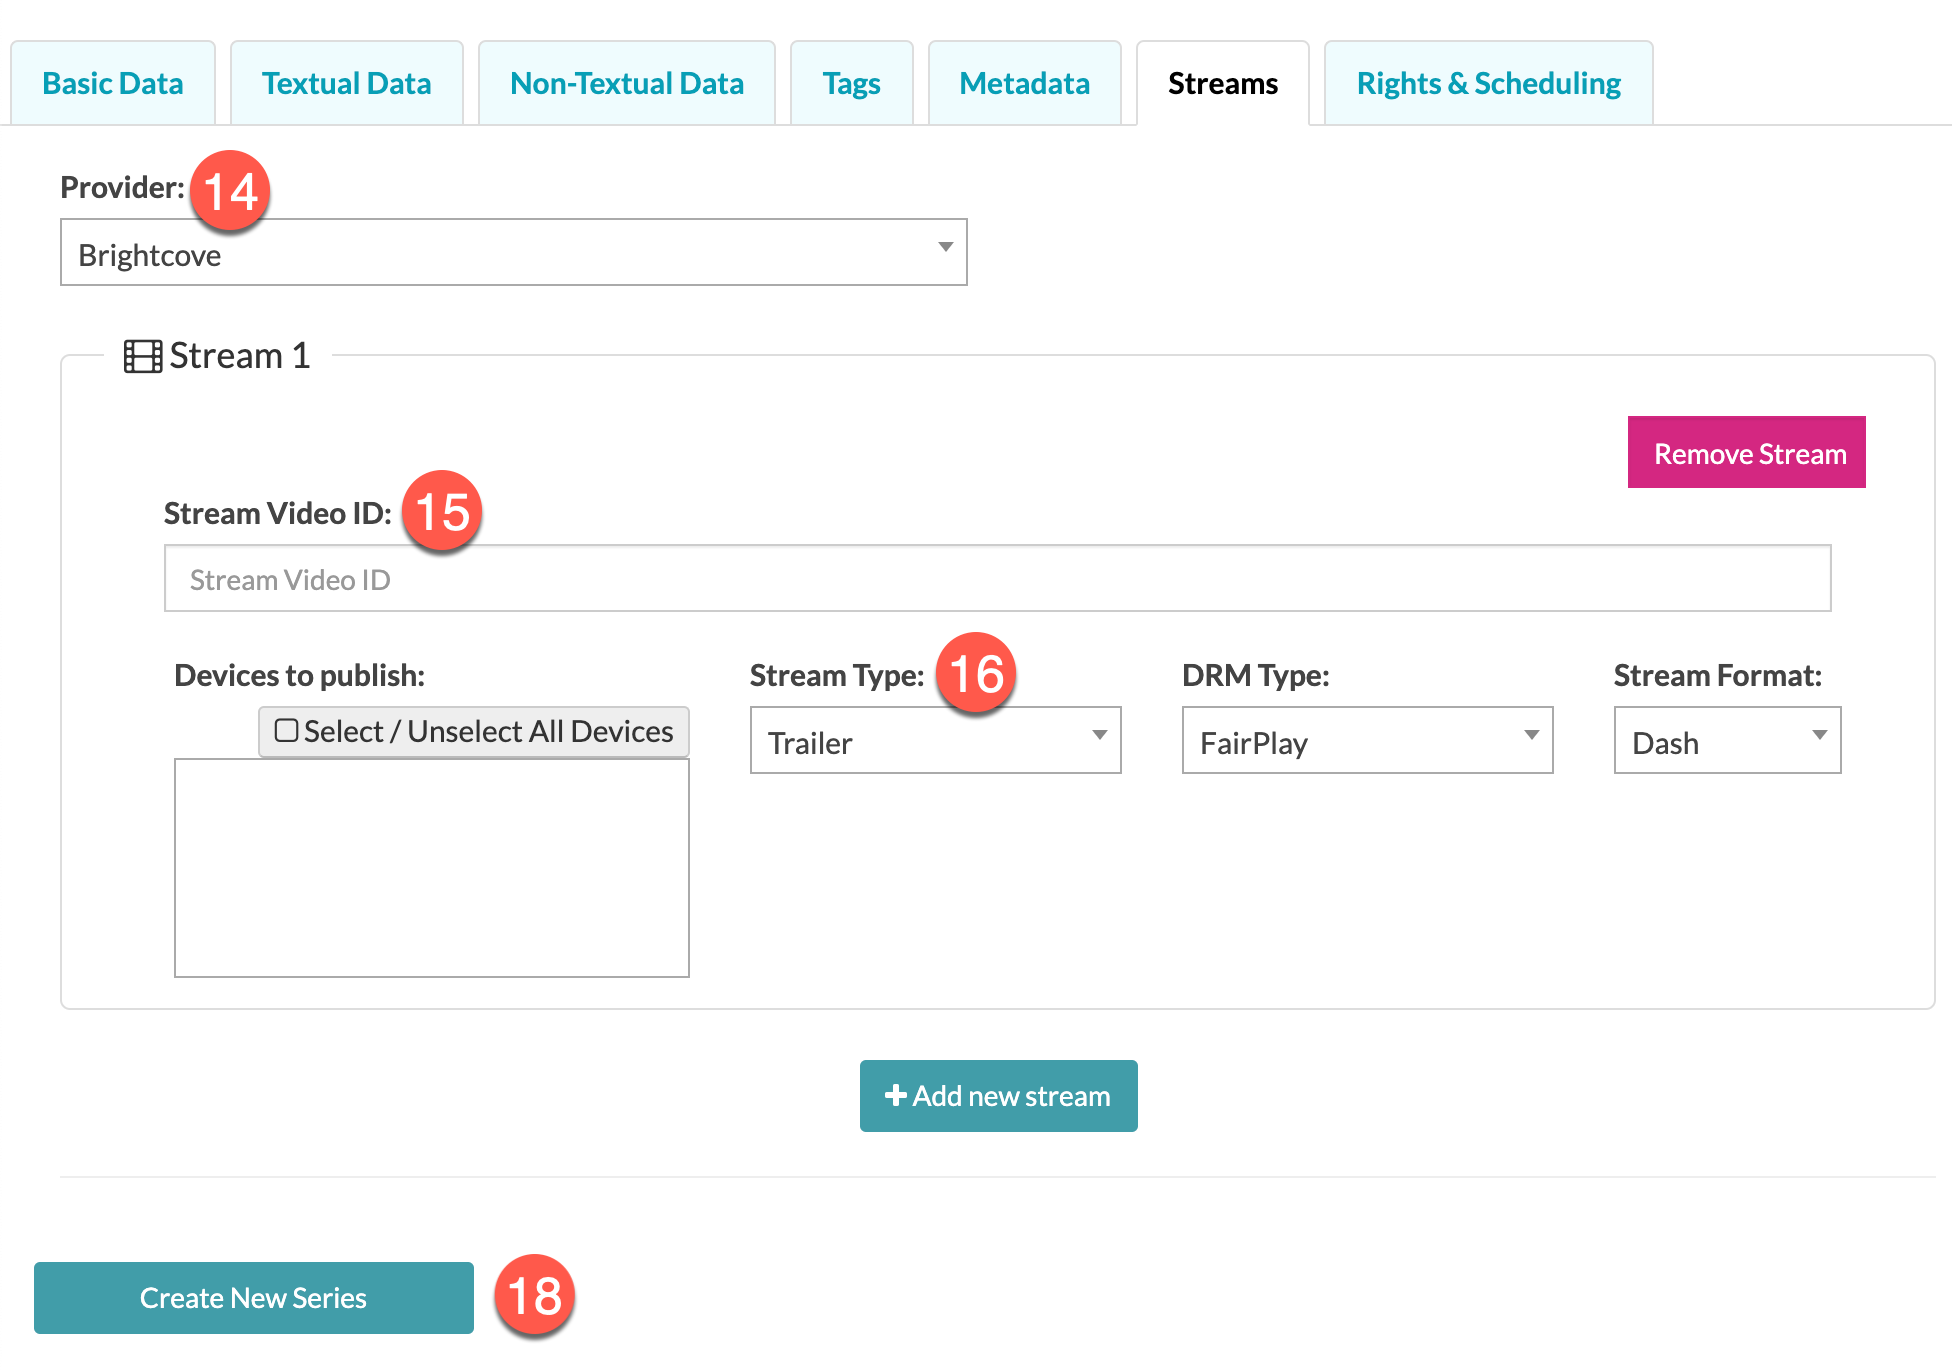 Basic Data
Textual Data
Non-Textual Data
Tags
Metadata
Streams
Rights & Scheduling
Provider: 14
Brightcove
Stream 1
Remove Stream
Stream Video ID: 15
Stream Video ID
Devices to publish:
Stream Type: 16
DRM Type:
Stream Format:
Select / Unselect All Devices
Trailer
FairPlay
Dash
Add new stream
Create New Series 18